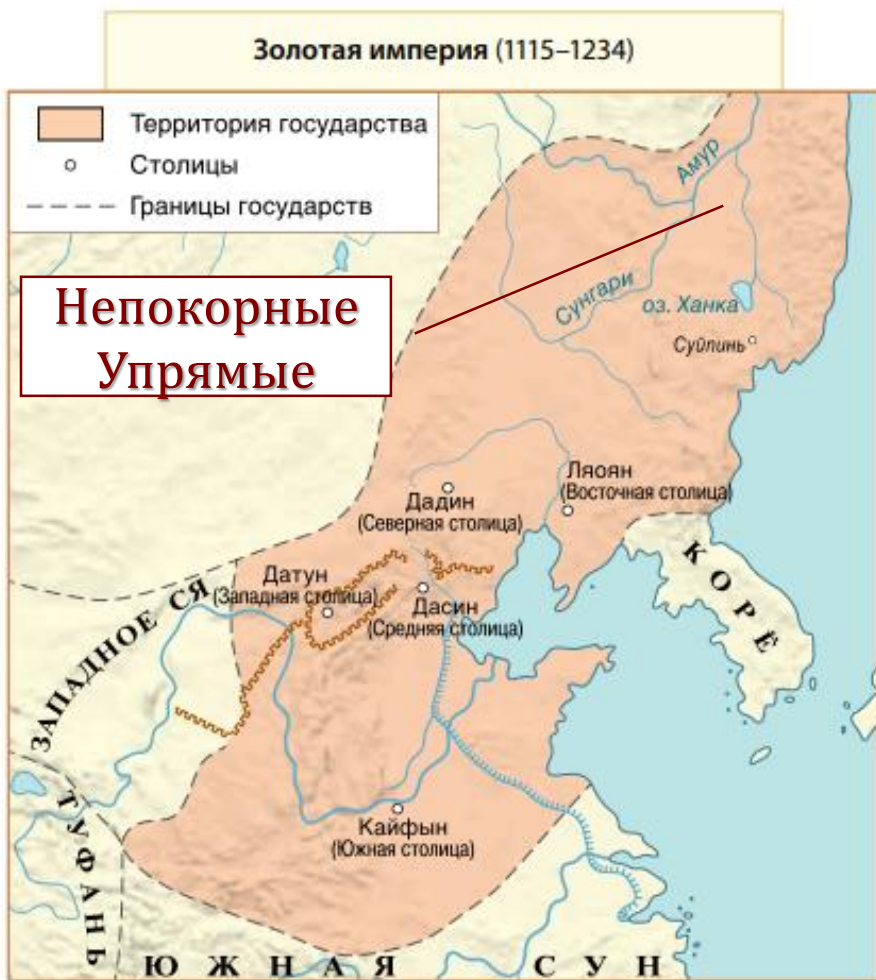 Золотая империя (1115–1234)
Территория государства
Столицы
Границы государств
Непокорные
Упрямые
Амур
Сунгари
оз. Ханка
Суйпинь
Ляоян
(Восточная столица)
Дадин
(Северная столица)
Датун
(Западная столица)
Дасин
(Средняя столица)
КОРЁ
ЗАПАДНОЕ СЯ
ТУФАНЬ
Кайфын
(Южная столица)
ЮЖНАЯ СУН